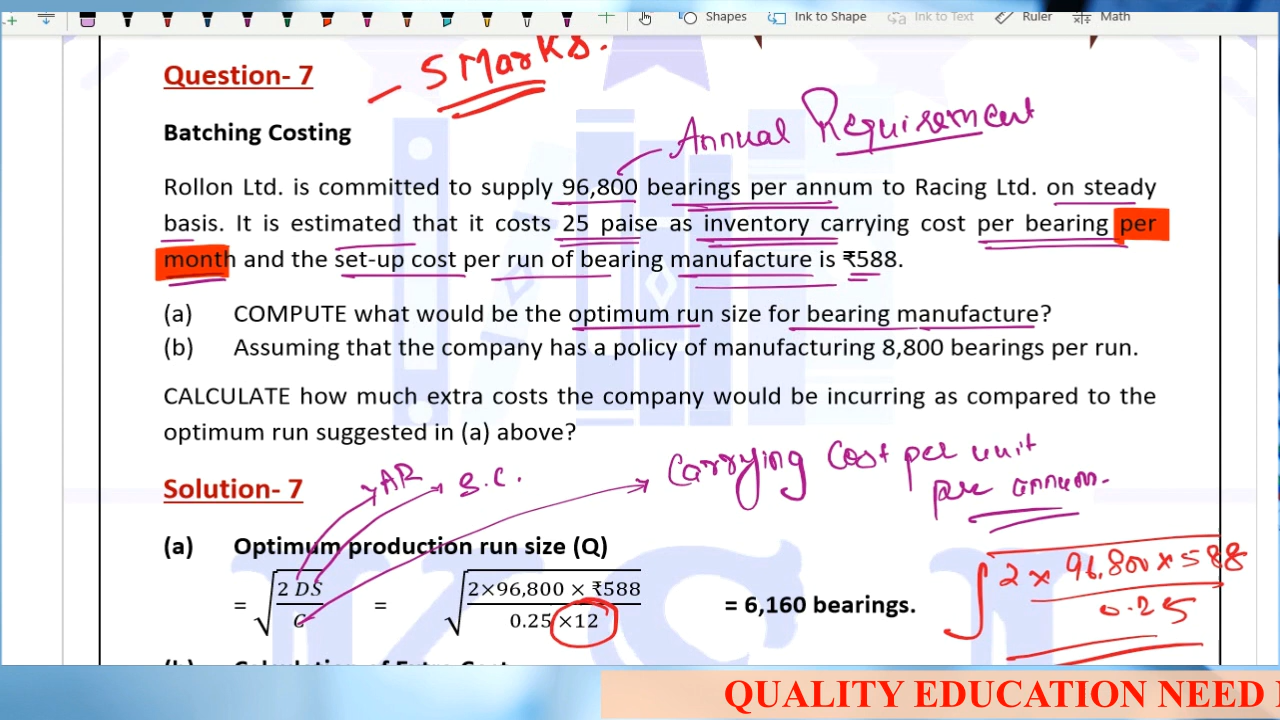 Shapes Ink to Shape Ink to Text Ruler Math
Question- 7
- 5 Marks.
Batching Costing
Annual Requirement
Rollon Ltd. is committed to supply 96,800 bearings per annum to Racing Ltd. on steady
basis. It is estimated that it costs 25 paise as inventory carrying cost per bearing per
month and the set-up cost per run of bearing manufacture is ₹588.
(a) COMPUTE what would be the optimum run size for bearing manufacture?
(b) Assuming that the company has a policy of manufacturing 8,800 bearings per run.
CALCULATE how much extra costs the company would be incurring as compared to the
optimum run suggested in (a) above?
Solution- 7
AR
S.C.
Carrying Cost per unit
per annum.
(a) Optimum production run size (Q)
= √(2 DS / C) = √(2×96,800 × ₹588 / 0.25 ×12) = 6,160 bearings.
√(2 × 96,800 × 588 / 0.25)
(b) Calculation of Extra Cost
QUALITY EDUCATION NEED